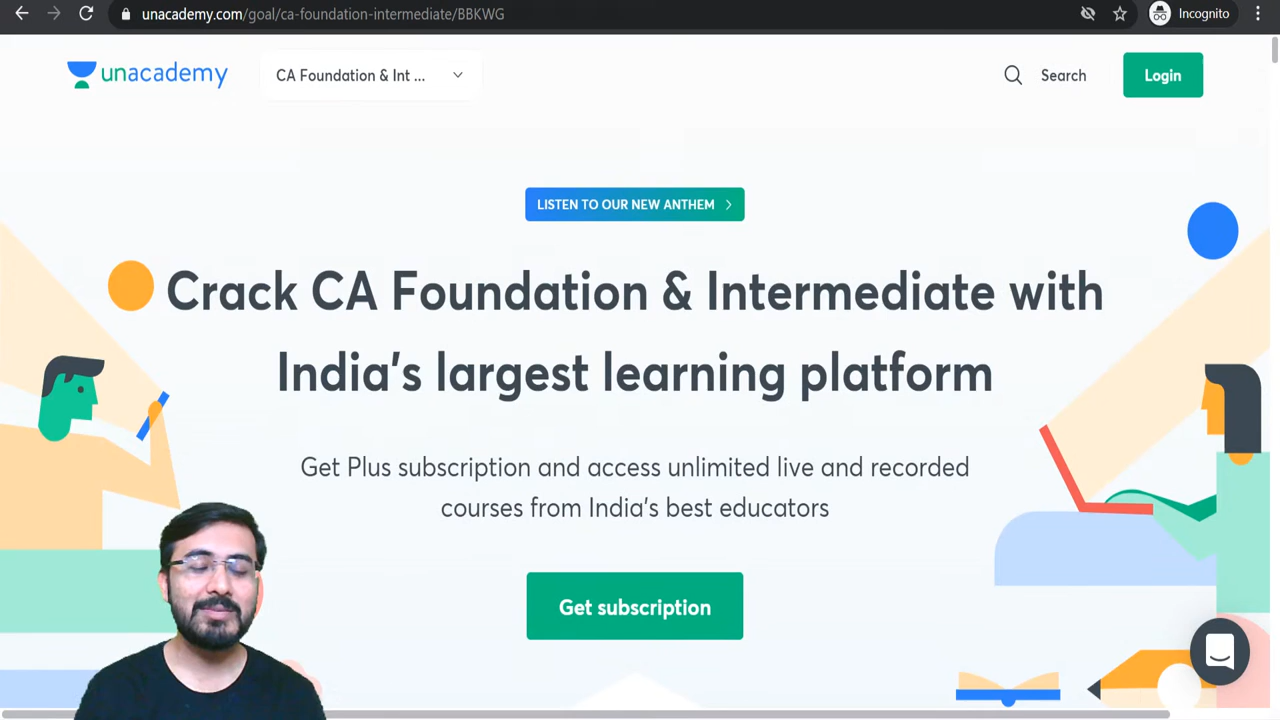 unacademy.com/goal/ca-foundation-intermediate/BBKWG
Incognito
unacademy
CA Foundation & Int ...
Search
Login
LISTEN TO OUR NEW ANTHEM
Crack CA Foundation & Intermediate with
India's largest learning platform
Get Plus subscription and access unlimited live and recorded
courses from India's best educators
Get subscription